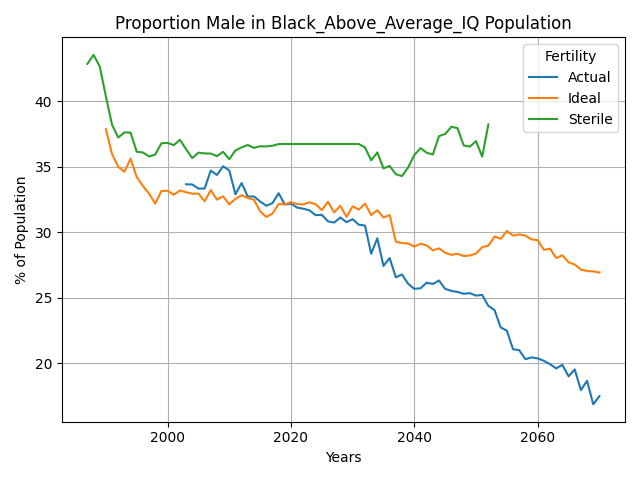 Proportion Male in Black_Above_Average_IQ Population
Fertility
Actual
Ideal
Sterile
% of Population
40
35
30
25
20
2000
2020
2040
2060
Years